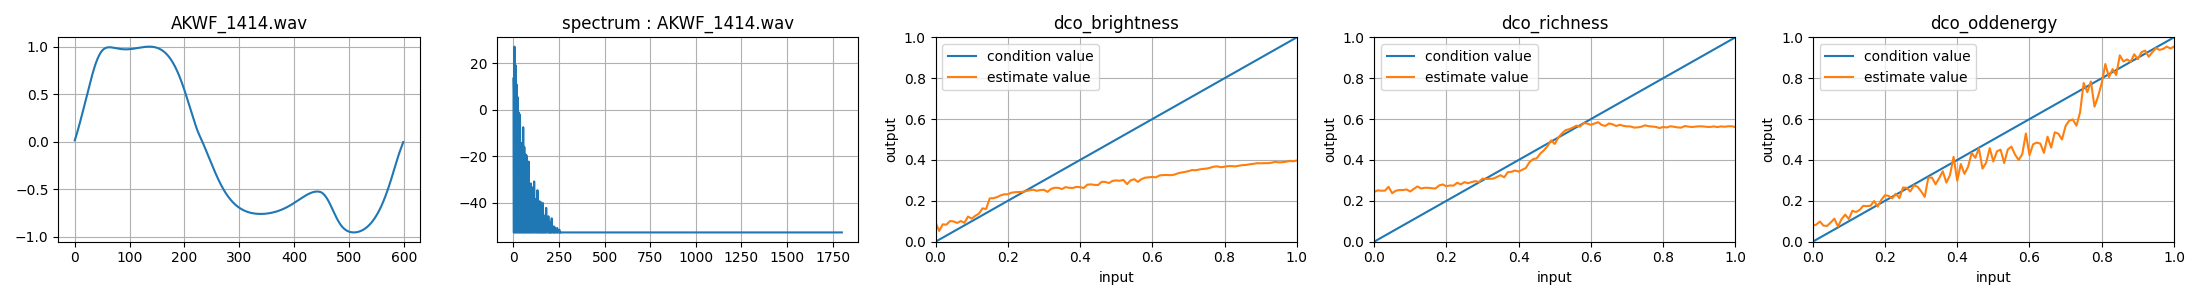 AKWF_1414.wav
1.0
0.5
0.0
−0.5
−1.0
0 100 200 300 400 500 600
spectrum : AKWF_1414.wav
20
0
−20
−40
0 250 500 750 1000 1250 1500 1750
dco_brightness
condition value
estimate value
output
1.0
0.8
0.6
0.4
0.2
0.0
0.0 0.2 0.4 0.6 0.8 1.0
input
dco_richness
condition value
estimate value
output
1.0
0.8
0.6
0.4
0.2
0.0
0.0 0.2 0.4 0.6 0.8 1.0
input
dco_oddenergy
condition value
estimate value
output
1.0
0.8
0.6
0.4
0.2
0.0
0.0 0.2 0.4 0.6 0.8 1.0
input